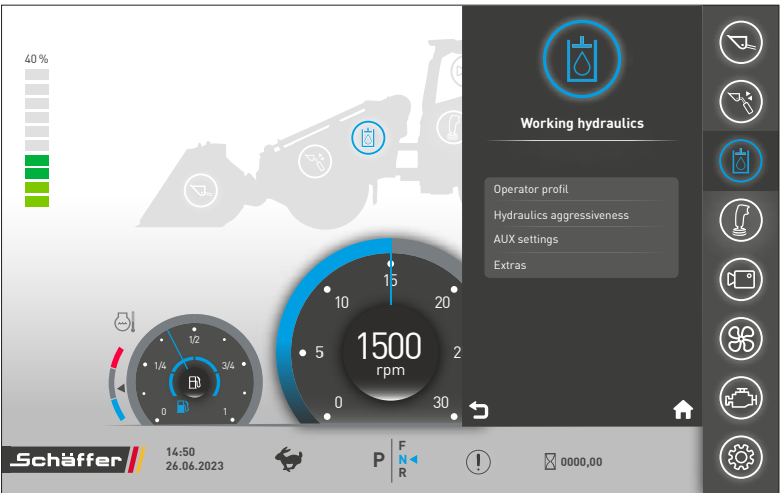 40 %
Working hydraulics
Operator profil
Hydraulics aggressiveness
AUX settings
Extras
15
10
20
5
1500
2
rpm
0
30
1/2
1/4
3/4
0
1
Schäffer
14:50
26.06.2023
P
F
N
R
0000,00